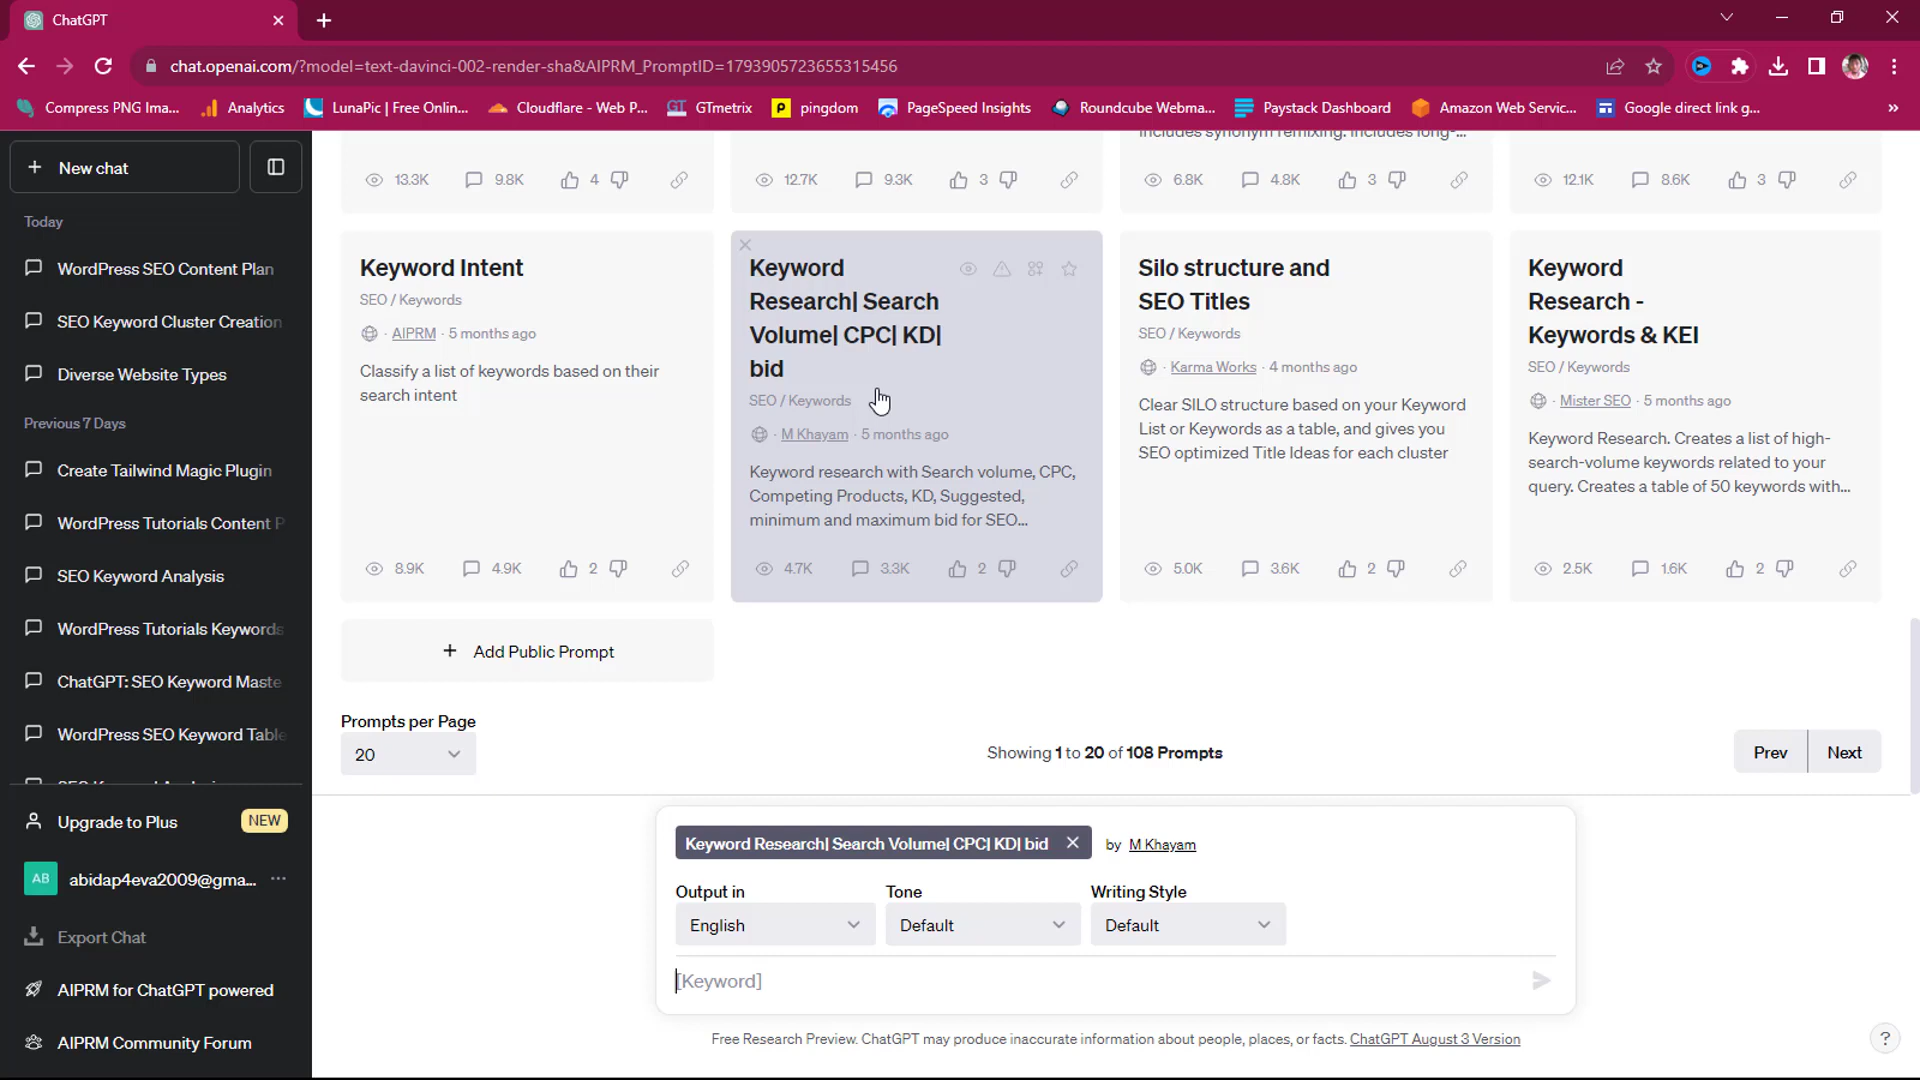 ChatGPT
chat.openai.com/?model=text-davinci-002-render-sha&AIPRM_PromptID=1793905723655315456
Compress PNG Ima...
Analytics
LunaPic | Free Onlin...
Cloudflare - Web P...
GTmetrix
pingdom
PageSpeed Insights
Roundcube Webma...
Paystack Dashboard
Amazon Web Servic...
Google direct link g...
New chat
Today
WordPress SEO Content Plan
SEO Keyword Cluster Creation
Diverse Website Types
Previous 7 Days
Create Tailwind Magic Plugin
WordPress Tutorials Content P
SEO Keyword Analysis
WordPress Tutorials Keywords
ChatGPT: SEO Keyword Maste
WordPress SEO Keyword Table
Upgrade to Plus
NEW
AB
abidap4eva2009@gma...
Export Chat
AIPRM for ChatGPT powered
AIPRM Community Forum
includes synonym remixing. Includes long-...
13.3K 9.8K 4
12.7K 9.3K 3
6.8K 4.8K 3
12.1K 8.6K 3
Keyword Intent
SEO / Keywords
· AIPRM · 5 months ago
Classify a list of keywords based on their
search intent
8.9K 4.9K 2
Keyword
Research| Search
Volume| CPC| KD|
bid
SEO / Keywords
· M Khayam · 5 months ago
Keyword research with Search volume, CPC,
Competing Products, KD, Suggested,
minimum and maximum bid for SEO...
4.7K 3.3K 2
Silo structure and
SEO Titles
SEO / Keywords
· Karma Works · 4 months ago
Clear SILO structure based on your Keyword
List or Keywords as a table, and gives you
SEO optimized Title Ideas for each cluster
5.0K 3.6K 2
Keyword
Research -
Keywords & KEI
SEO / Keywords
· Mister SEO · 5 months ago
Keyword Research. Creates a list of high-
search-volume keywords related to your
query. Creates a table of 50 keywords with...
2.5K 1.6K 2
+ Add Public Prompt
Prompts per Page
20
Showing 1 to 20 of 108 Prompts
Prev
Next
Keyword Research| Search Volume| CPC| KD| bid
by M Khayam
Output in
English
Tone
Default
Writing Style
Default
[Keyword]
Free Research Preview. ChatGPT may produce inaccurate information about people, places, or facts. ChatGPT August 3 Version
?